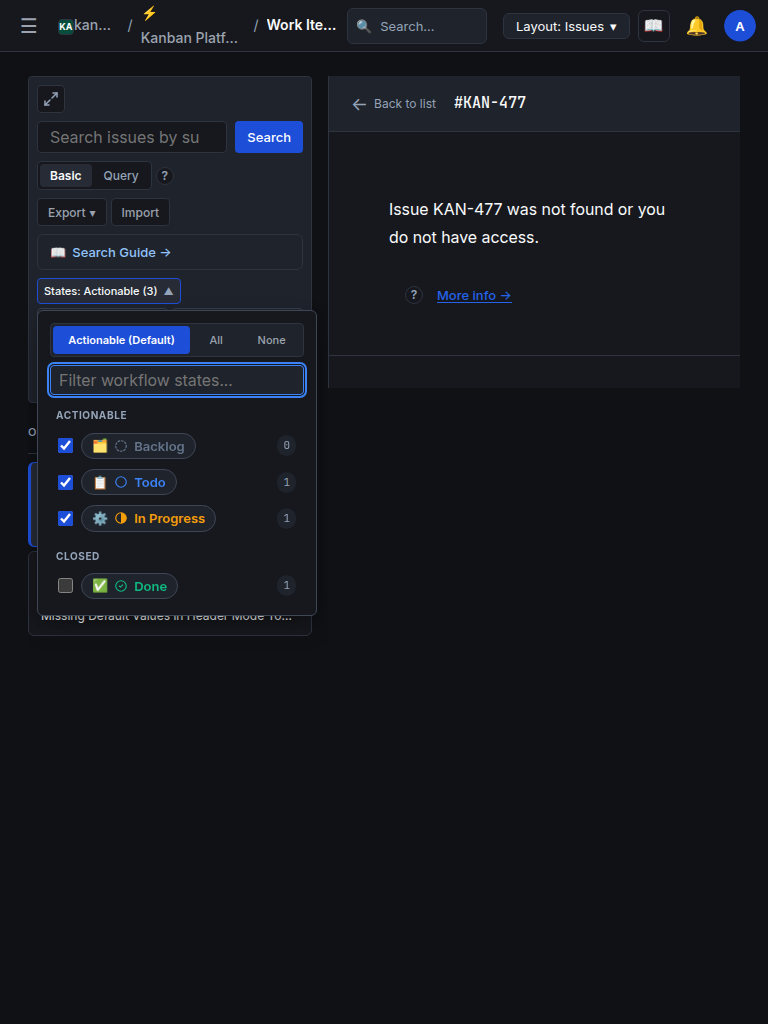 ☰ KA kan... / ⚡ Kanban Platf... / Work Ite... 🔍 Search... Layout: Issues ▾ 📖 🔔 A
Search issues by su Search
Basic Query ?
Export ▾ Import
📖 Search Guide →
States: Actionable (3) ▲
Actionable (Default) All None
Filter workflow states...
ACTIONABLE
🗂️ Backlog 0
📋 Todo 1
⚙️ In Progress 1
CLOSED
✅ Done 1
Missing Default Values in Header Mode To...
← Back to list #KAN-477
Issue KAN-477 was not found or you
do not have access.
? More info →